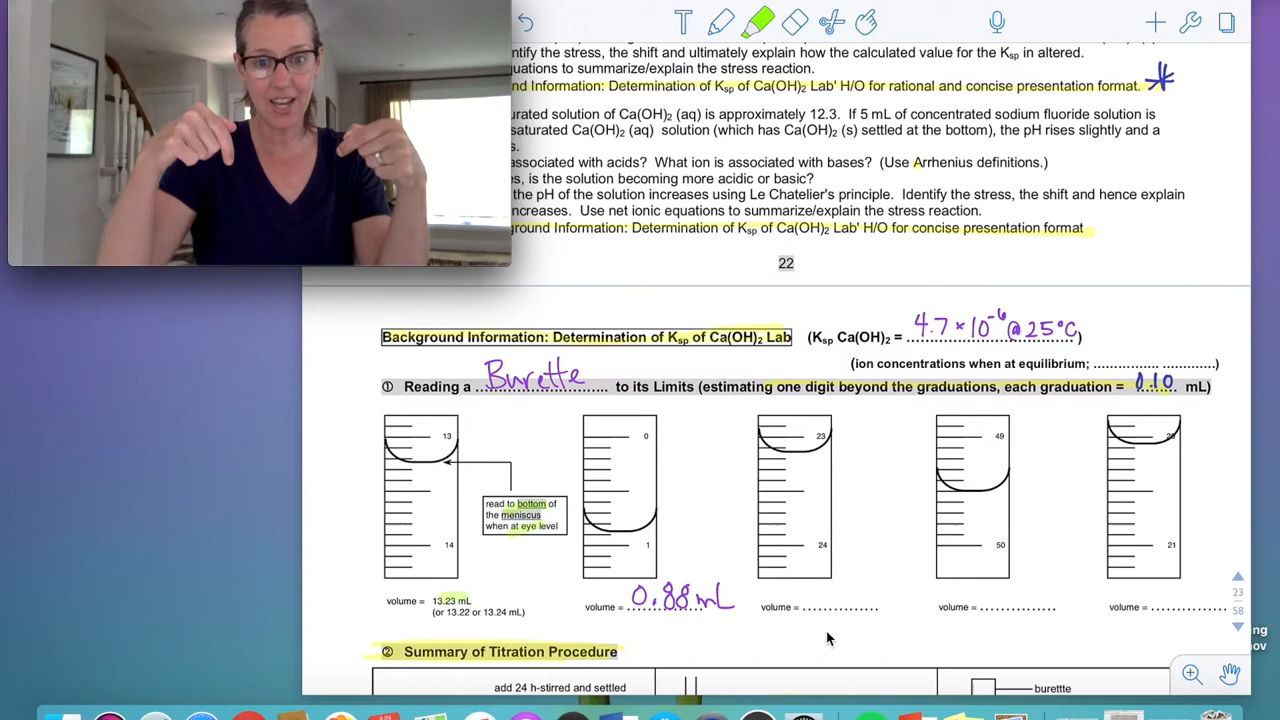 ntify the stress, the shift and ultimately explain how the calculated value for the Ksp in altered.
quations to summarize/explain the stress reaction.
nd Information: Determination of Ksp of Ca(OH)2 Lab' H/O for rational and concise presentation format.
urated solution of Ca(OH)2 (aq) is approximately 12.3. If 5 mL of concentrated sodium fluoride solution is
saturated Ca(OH)2 (aq) solution (which has Ca(OH)2 (s) settled at the bottom), the pH rises slightly and a
s.
associated with acids? What ion is associated with bases? (Use Arrhenius definitions.)
es, is the solution becoming more acidic or basic?
the pH of the solution increases using Le Chatelier's principle. Identify the stress, the shift and hence explain
increases. Use net ionic equations to summarize/explain the stress reaction.
ground Information: Determination of Ksp of Ca(OH)2 Lab' H/O for concise presentation format
22
Background Information: Determination of Ksp of Ca(OH)2 Lab (Ksp Ca(OH)2 = 4.7 × 10⁻⁶ @ 25°C)
(ion concentrations when at equilibrium; ..............................)
① Reading a Burette to its Limits (estimating one digit beyond the graduations, each graduation = 0.10 mL)
13 0 23 49 20
read to bottom of
the meniscus
when at eye level
14 1 24 50 21
volume = 13.23 mL volume = 0.88 mL volume = .................... volume = .................... volume = ....................
(or 13.22 or 13.24 mL)
23
58
② Summary of Titration Procedure
add 24 h-stirred and settled
burettte
ng
nov
JUN